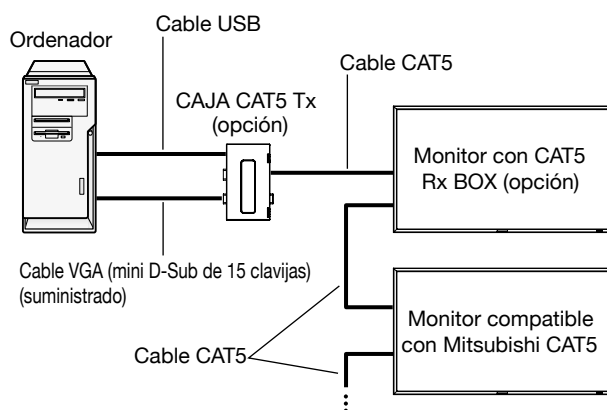 Cable USB
Ordenador
Cable CAT5
CAJA CAT5 Tx
(opción)
Monitor con CAT5
Rx BOX (opción)
Cable VGA (mini D-Sub de 15 clavijas)
(suministrado)
Monitor compatible
con Mitsubishi CAT5
Cable CAT5